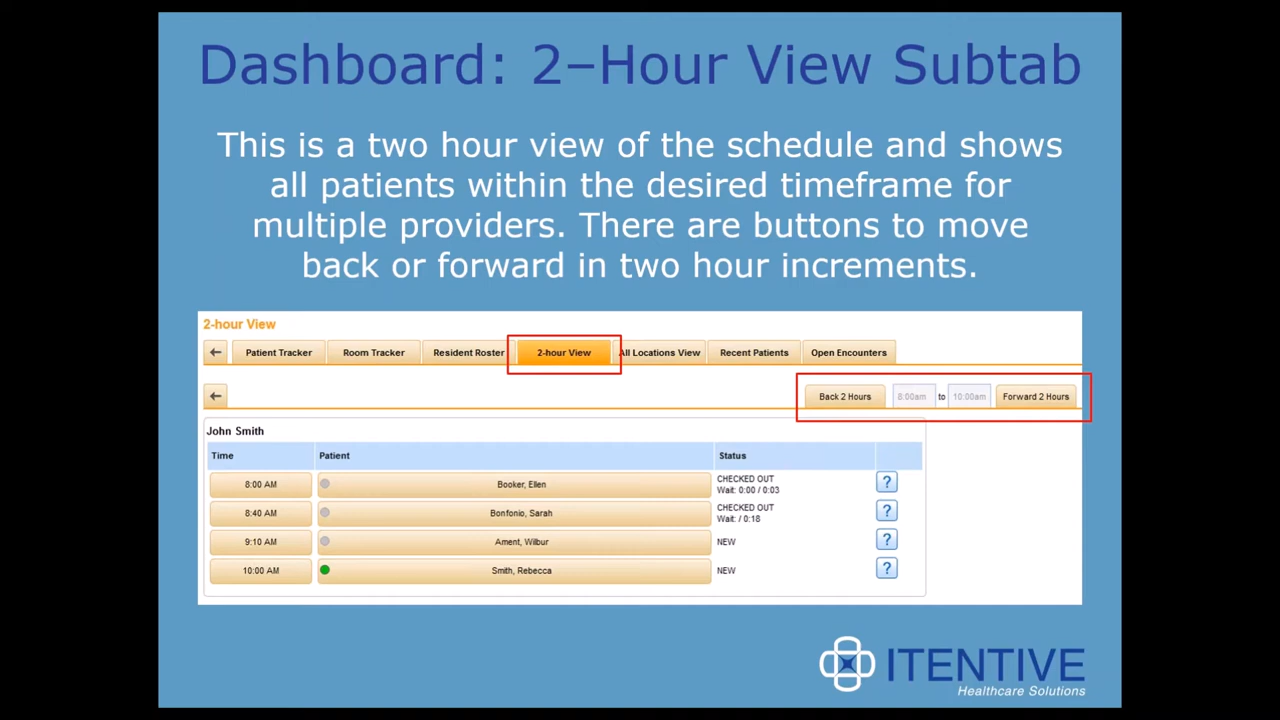 Dashboard: 2–Hour View Subtab
This is a two hour view of the schedule and shows
all patients within the desired timeframe for
multiple providers. There are buttons to move
back or forward in two hour increments.
2-hour View
Patient Tracker Room Tracker Resident Roster 2-hour View All Locations View Recent Patients Open Encounters
Back 2 Hours 8:00am to 10:00am Forward 2 Hours
John Smith
Time Patient Status
8:00 AM Booker, Ellen CHECKED OUT
Wait: 0:00 / 0:03 ?
8:40 AM Bonfonio, Sarah CHECKED OUT
Wait: / 0:18 ?
9:10 AM Ament, Wilbur NEW ?
10:00 AM Smith, Rebecca NEW ?
ITENTIVE
Healthcare Solutions